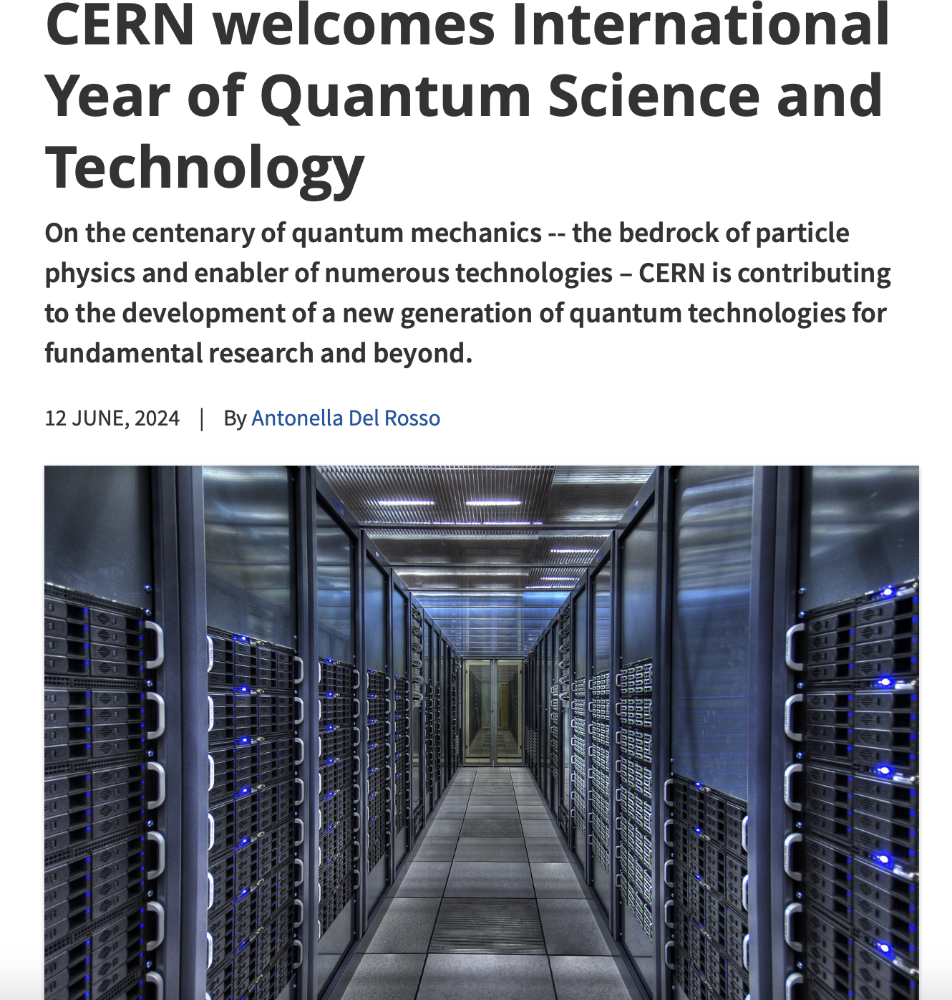 CERN welcomes International
Year of Quantum Science and
Technology
On the centenary of quantum mechanics -- the bedrock of particle
physics and enabler of numerous technologies – CERN is contributing
to the development of a new generation of quantum technologies for
fundamental research and beyond.
12 JUNE, 2024 | By Antonella Del Rosso